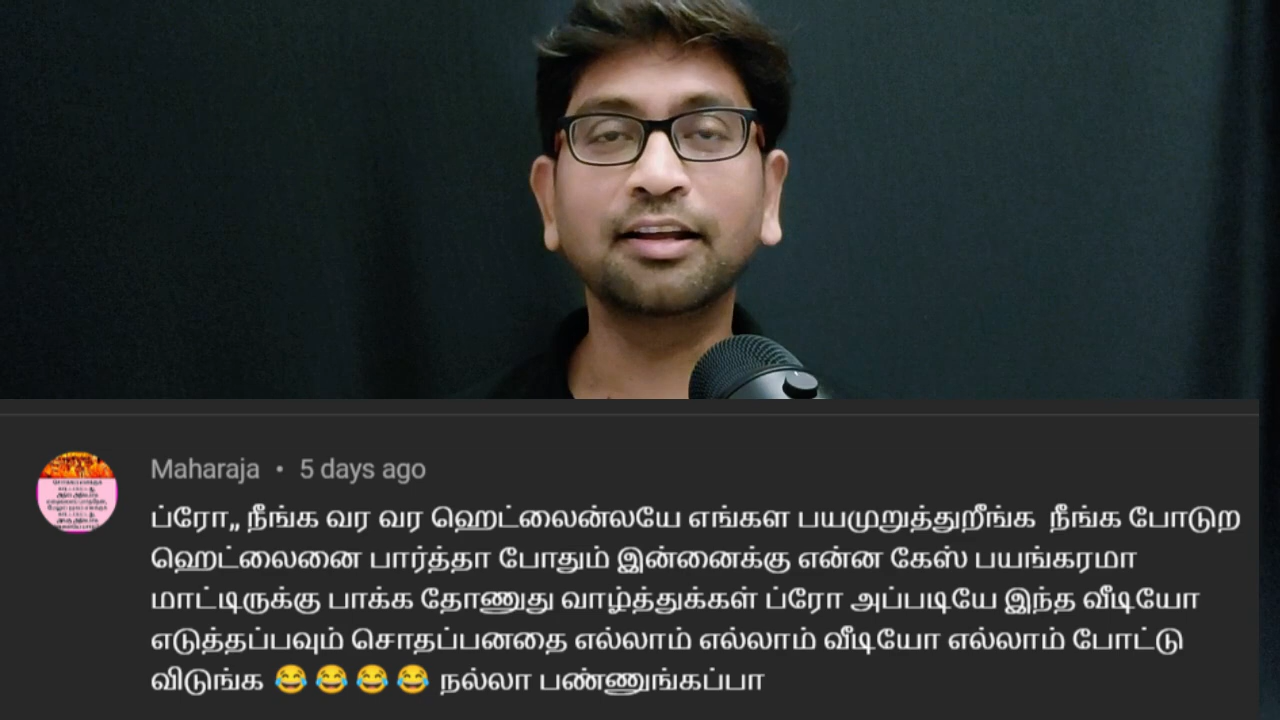 Maharaja • 5 days ago
ப்ரோ,, நீங்க வர வர ஹெட்லைன்லயே எங்கள பயமுறுத்துறீங்க நீங்க போடுற
ஹெட்லைனை பார்த்தா போதும் இன்னைக்கு என்ன கேஸ் பயங்கரமா
மாட்டிருக்கு பாக்க தோணுது வாழ்த்துக்கள் ப்ரோ அப்படியே இந்த வீடியோ
எடுத்தப்பவும் சொதப்பனதை எல்லாம் எல்லாம் வீடியோ எல்லாம் போட்டு
விடுங்க 😂 😂 😂 😂 நல்லா பண்ணுங்கப்பா